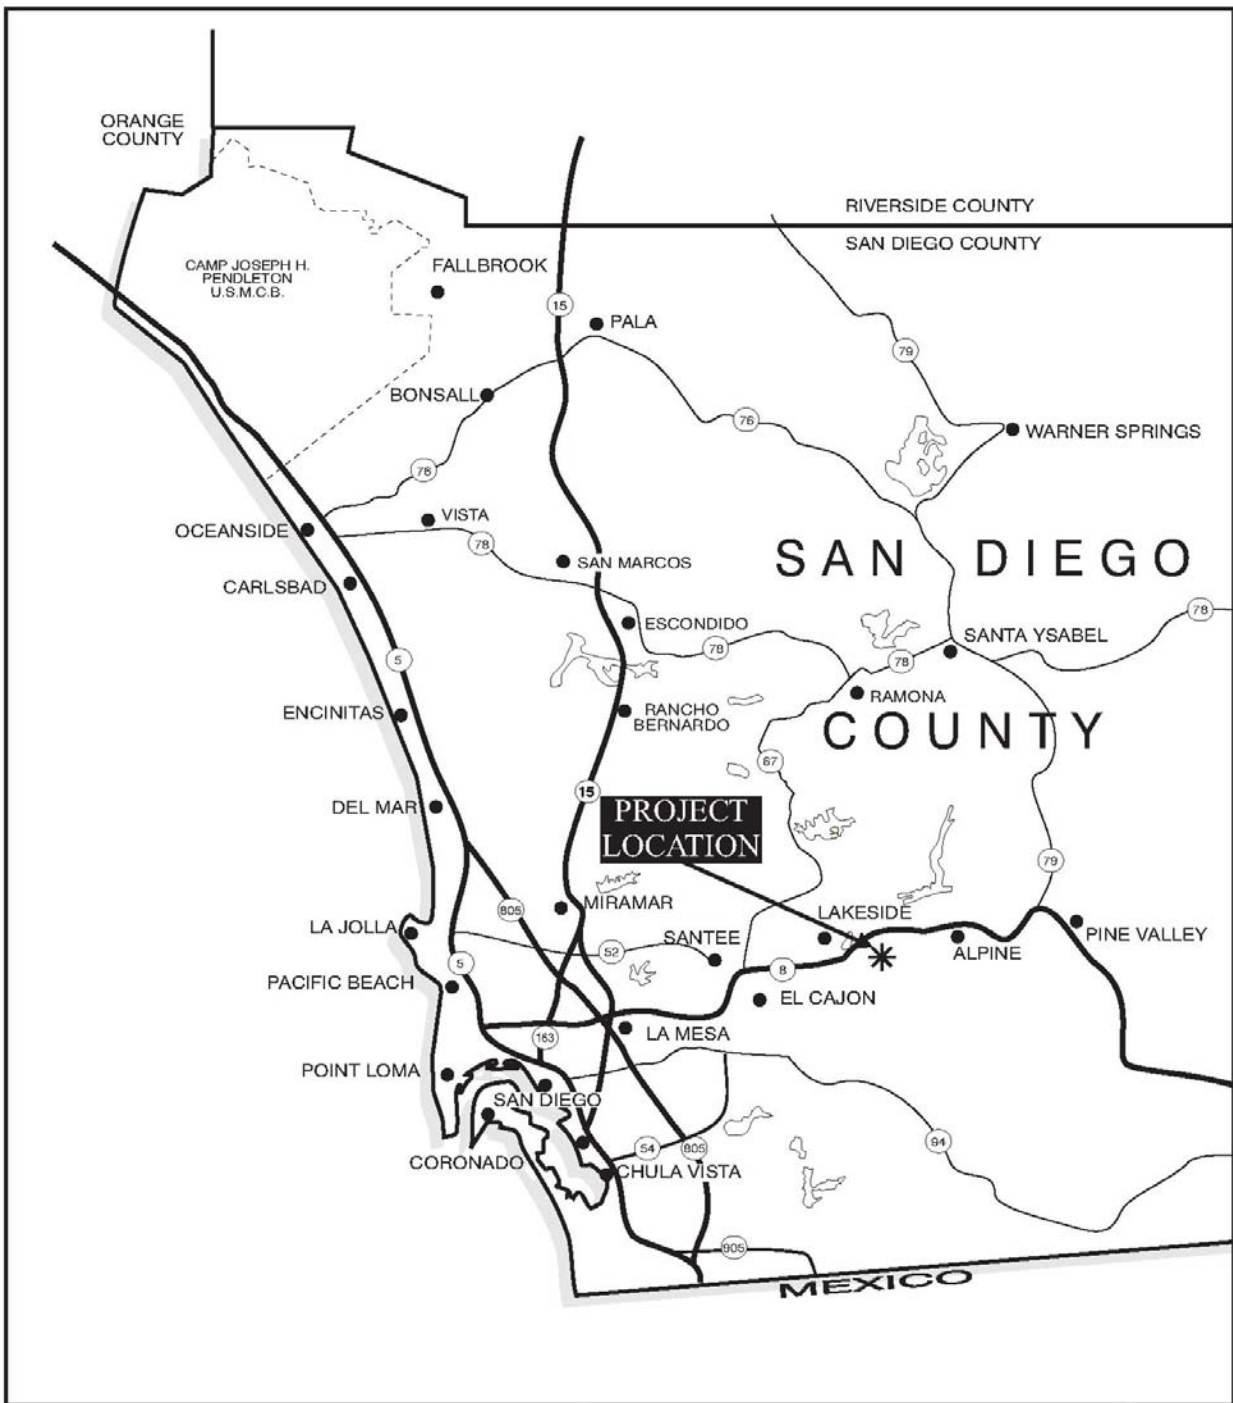 ORANGE
COUNTY
RIVERSIDE COUNTY
SAN DIEGO COUNTY
CAMP JOSEPH H.
PENDLETON
U.S.M.C.B.
FALLBROOK
15
PALA
79
BONSALL
76
WARNER SPRINGS
76
VISTA
OCEANSIDE
78
SAN MARCOS
SAN DIEGO
CARLSBAD
ESCONDIDO
78
SANTA YSABEL
78
5
78
RAMONA
ENCINITAS
RANCHO
BERNARDO
COUNTY
67
15
DEL MAR
PROJECT
LOCATION
79
MIRAMAR
805
LAKESIDE
LA JOLLA
SANTEE
PINE VALLEY
52
ALPINE
5
8
PACIFIC BEACH
EL CAJON
163
LA MESA
POINT LOMA
SAN DIEGO
54
805
94
CORONADO
CHULA VISTA
905
MEXICO